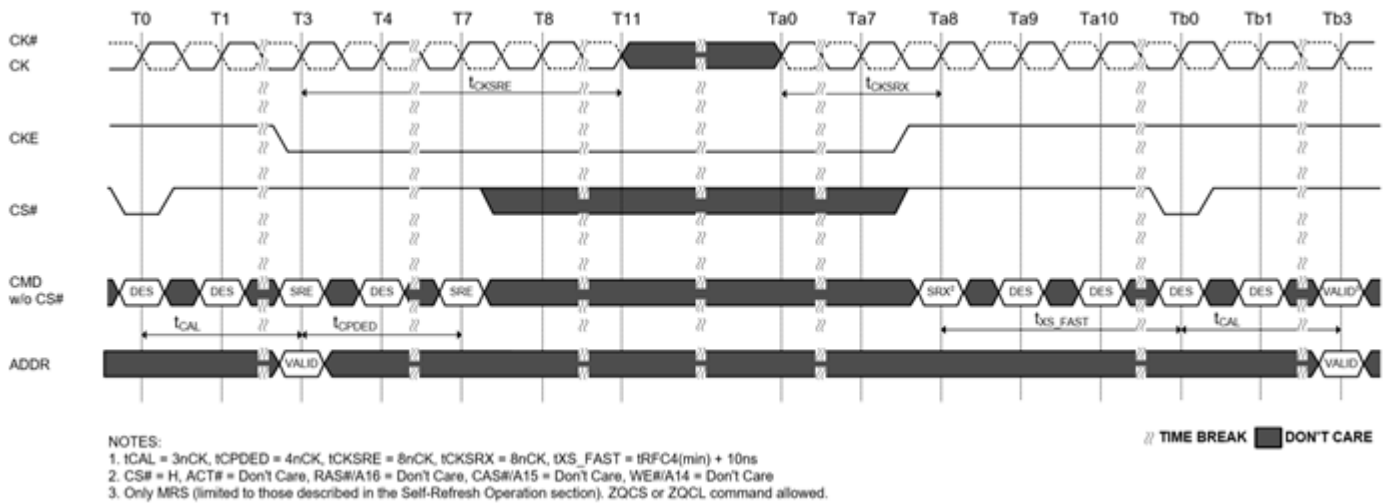 T0 T1 T3 T4 T7 T8 T11 Ta0 Ta7 Ta8 Ta9 Ta10 Tb0 Tb1 Tb3
CK#
CK
tCKSRE tCKSRX
CKE
CS#
CMD
w/o CS#
DES DES SRE DES SRE SRX² DES DES DES DES VALID³
tCAL tCPDED tXS_FAST tCAL
ADDR
VALID VALID
TIME BREAK DON'T CARE
NOTES:
1. tCAL = 3nCK, tCPDED = 4nCK, tCKSRE = 8nCK, tCKSRX = 8nCK, tXS_FAST = tRFC4(min) + 10ns
2. CS# = H, ACT# = Don't Care, RAS#/A16 = Don't Care, CAS#/A15 = Don't Care, WE#/A14 = Don't Care
3. Only MRS (limited to those described in the Self-Refresh Operation section). ZQCS or ZQCL command allowed.